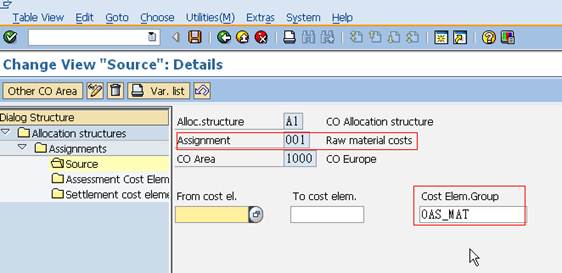 Table View Edit Goto Choose Utilities(M) Extras System Help
Change View "Source": Details
Other CO Area Var. list
Dialog Structure
Allocation structures
Assignments
Source
Assessment Cost Elem
Settlement cost eleme
Alloc.structure A1 CO Allocation structure
Assignment 001 Raw material costs
CO Area 1000 CO Europe
From cost el. To cost elem. Cost Elem.Group
OAS_MAT